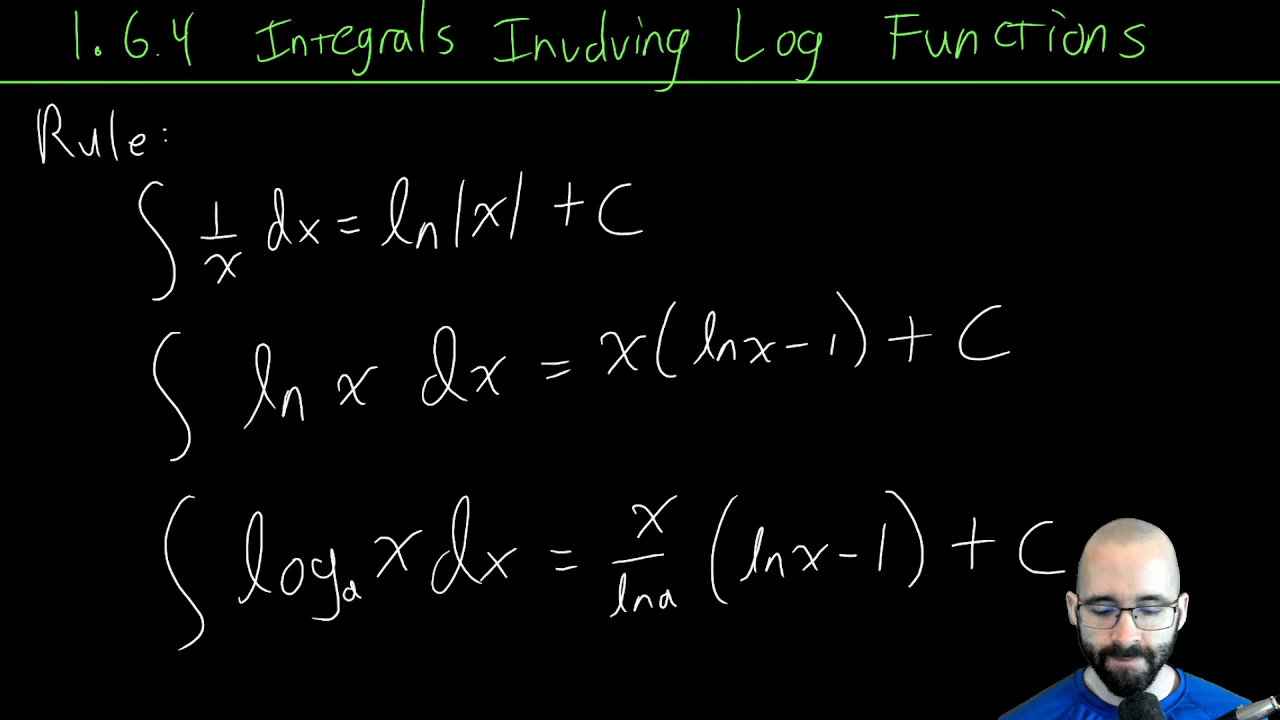 1.6.4 Integrals Involving Log Functions
Rule:
∫ 1/x dx = ln|x| + C
∫ ln x dx = x(ln x - 1) + C
∫ logₐ x dx = x/ln a (ln x - 1) + C